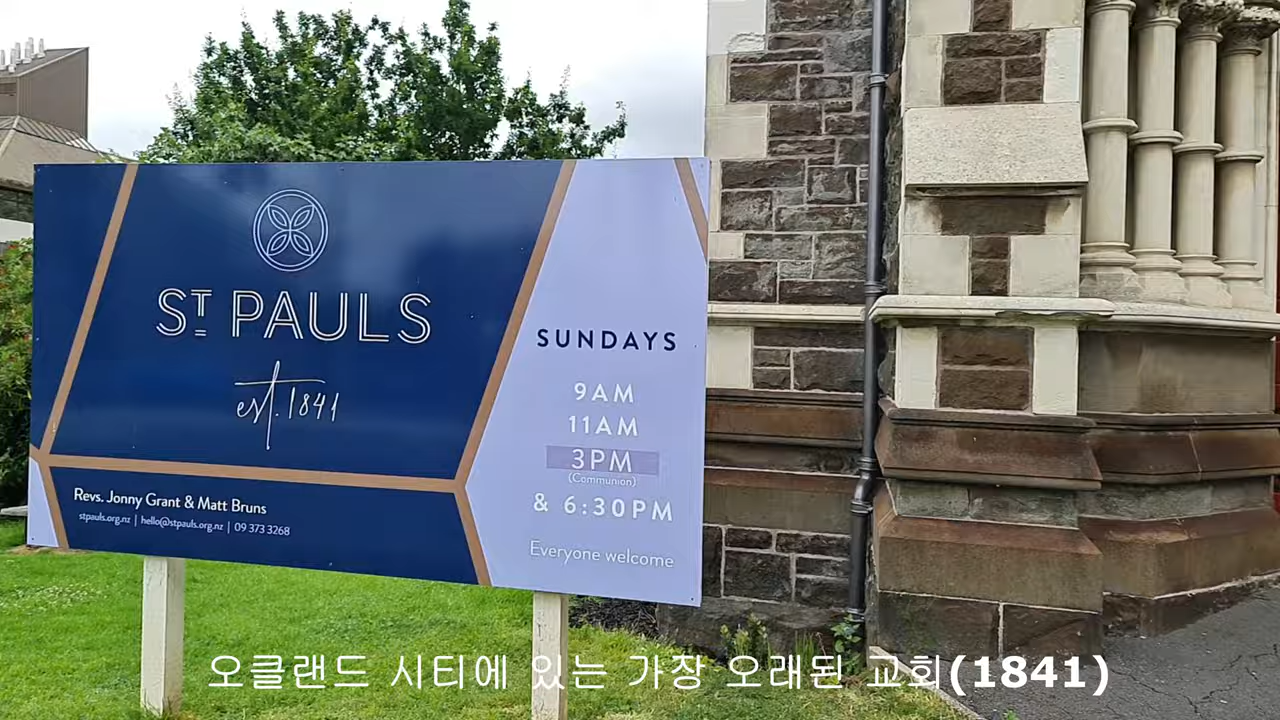 ST PAULS
est. 1841
Revs. Jonny Grant & Matt Bruns
stpauls.org.nz | hello@stpauls.org.nz | 09 373 3268
SUNDAYS
9AM
11AM
3PM
(Communion)
& 6:30PM
Everyone welcome
오클랜드 시티에 있는 가장 오래된 교회(1841)